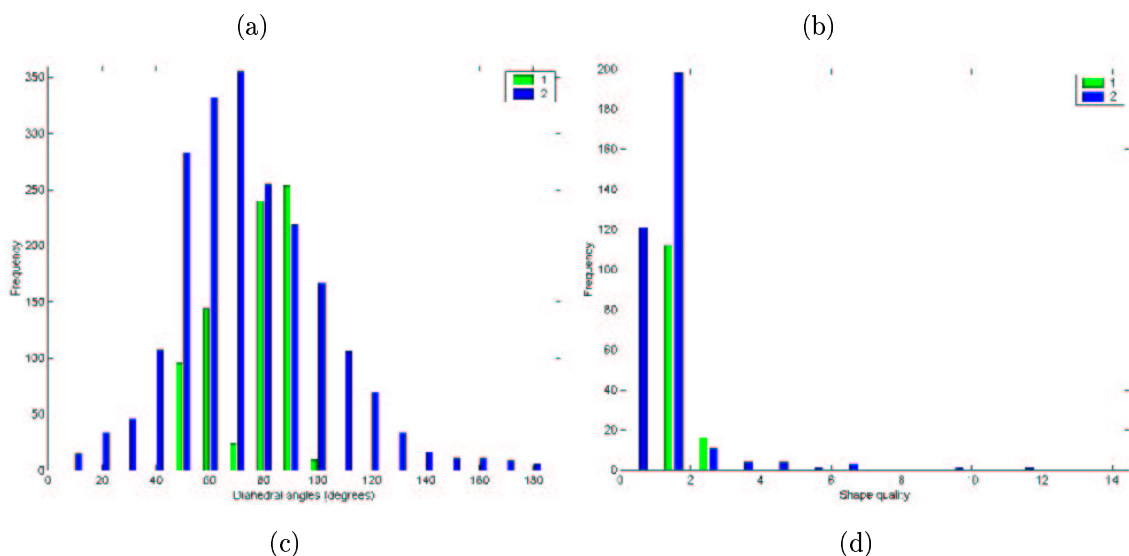 (a)
(b)
350
300
250
200
150
100
50
0
Frequency
0 20 40 60 80 100 120 140 160 180
Diahedral angles (degrees)
1
2
200
180
160
140
120
100
80
60
40
20
0
Frequency
0 2 4 6 8 10 12 14
Shape quality
1
2
(c)
(d)